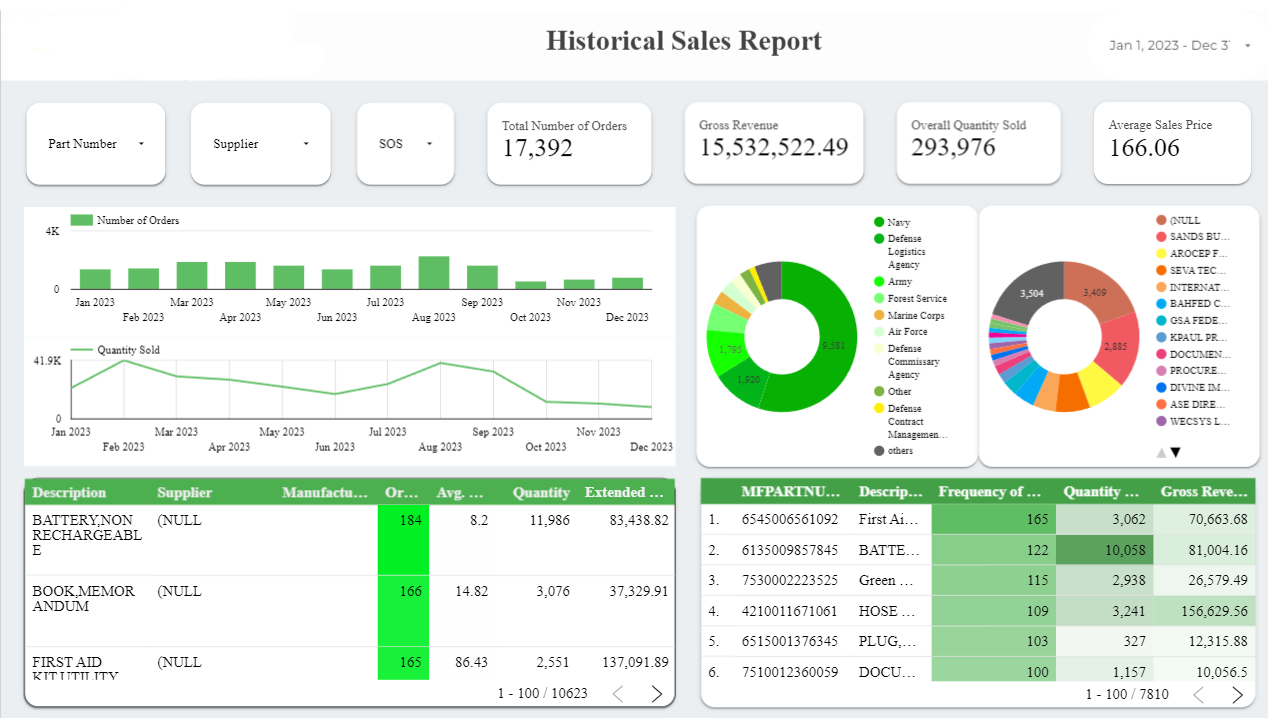 Historical Sales Report
Jan 1, 2023 - Dec 31
Part Number
Supplier
SOS
Total Number of Orders
17,392
Gross Revenue
15,532,522.49
Overall Quantity Sold
293,976
Average Sales Price
166.06
Number of Orders
4K
0
Jan 2023
Mar 2023
May 2023
Jul 2023
Sep 2023
Nov 2023
Feb 2023
Apr 2023
Jun 2023
Aug 2023
Oct 2023
Dec 2023
Quantity Sold
41.9K
0
Jan 2023
Mar 2023
May 2023
Jul 2023
Sep 2023
Nov 2023
Feb 2023
Apr 2023
Jun 2023
Aug 2023
Oct 2023
Dec 2023
9,581
1,920
1,795
Navy
Defense
Logistics
Agency
Army
Forest Service
Marine Corps
Air Force
Defense
Commissary
Agency
Other
Defense
Contract
Managemen...
others
3,504
3,409
2,885
(NULL
SANDS BU...
AROCEP F...
SEVA TEC...
INTERNAT...
BAHFED C...
GSA FEDE...
KPAUL PR...
DOCUMEN...
PROCURE...
DIVINE IM...
ASE DIRE...
WECSYS L...
Description Supplier Manufactu... Or... Avg. ... Quantity Extended ...
BATTERY,NON (NULL 184 8.2 11,986 83,438.82
RECHARGEABL
E
BOOK,MEMOR (NULL 166 14.82 3,076 37,329.91
ANDUM
FIRST AID (NULL 165 86.43 2,551 137,091.89
KIT,UTILITY
1 - 100 / 10623
MFPARTNU... Descrip... Frequency of ... Quantity ... Gross Reve...
1. 6545006561092 First Ai... 165 3,062 70,663.68
2. 6135009857845 BATTE... 122 10,058 81,004.16
3. 7530002223525 Green ... 115 2,938 26,579.49
4. 4210011671061 HOSE ... 109 3,241 156,629.56
5. 6515001376345 PLUG,... 103 327 12,315.88
6. 7510012360059 DOCU... 100 1,157 10,056.5
1 - 100 / 7810